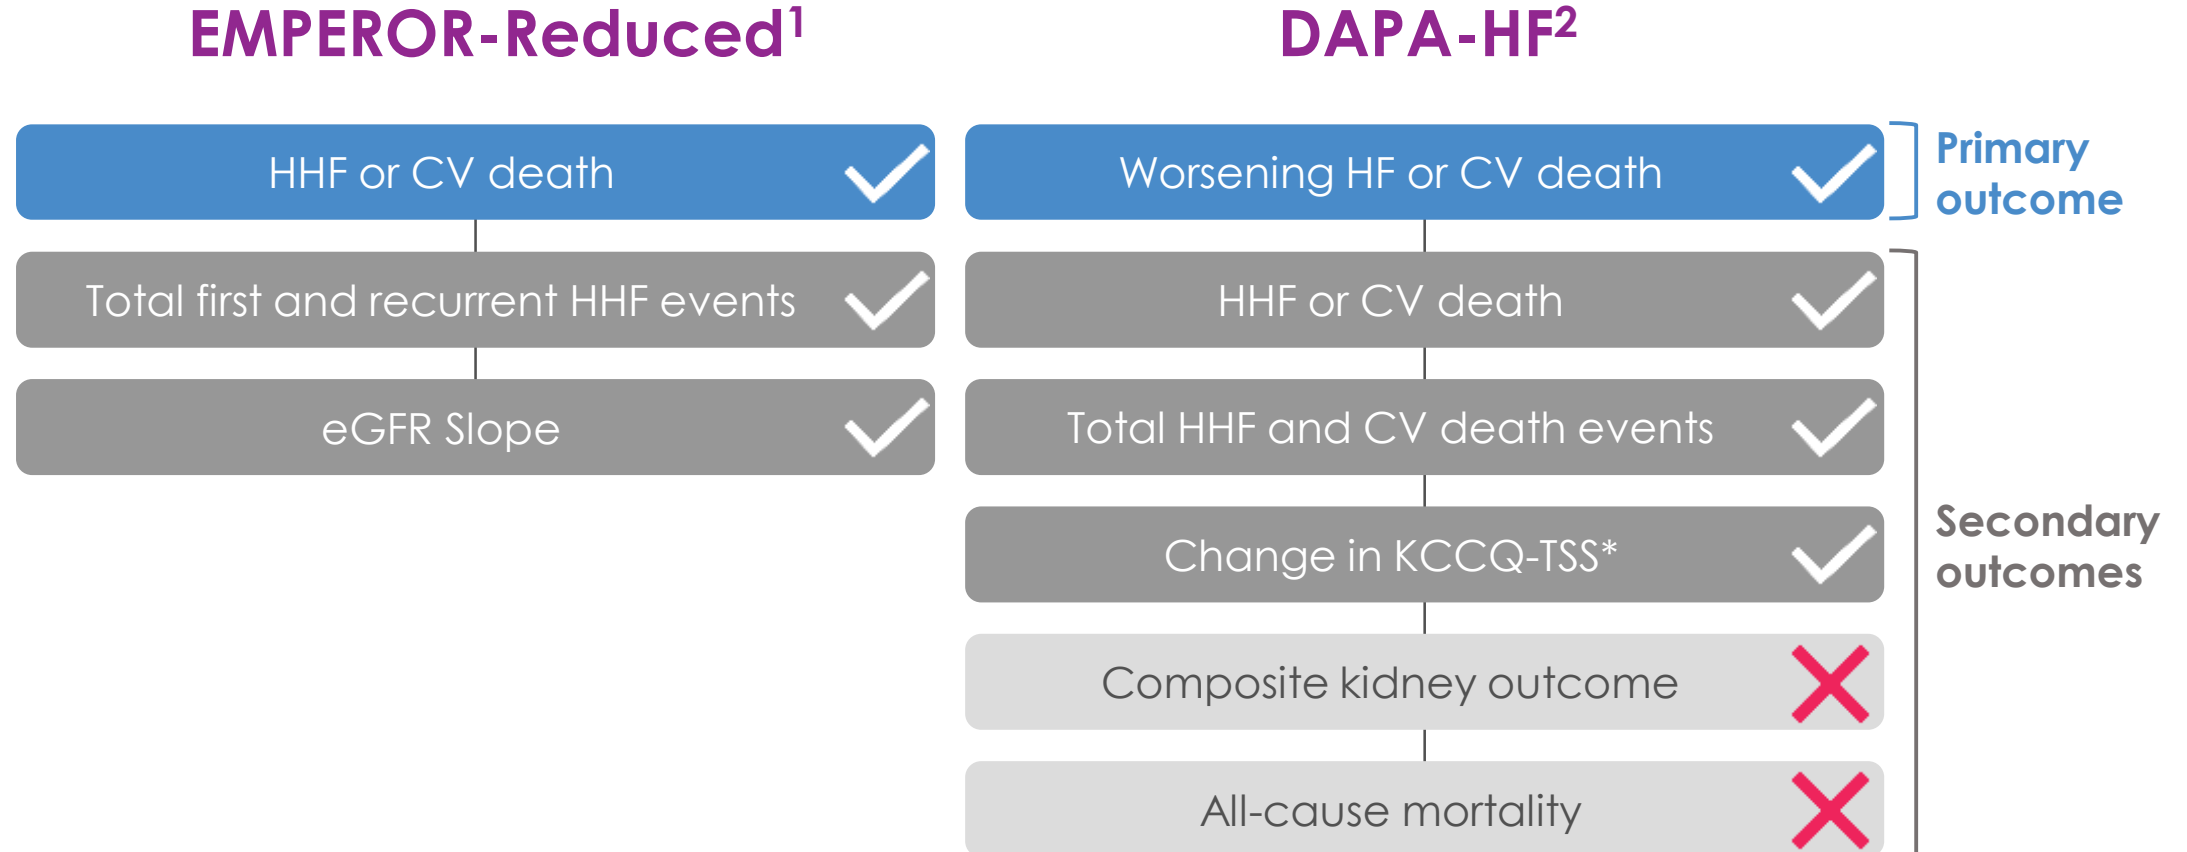 EMPEROR-Reduced¹
HHF or CV death
Total first and recurrent HHF events
eGFR Slope
DAPA-HF²
Worsening HF or CV death
HHF or CV death
Total HHF and CV death events
Change in KCCQ-TSS*
Composite kidney outcome
All-cause mortality
Primary
outcome
Secondary
outcomes